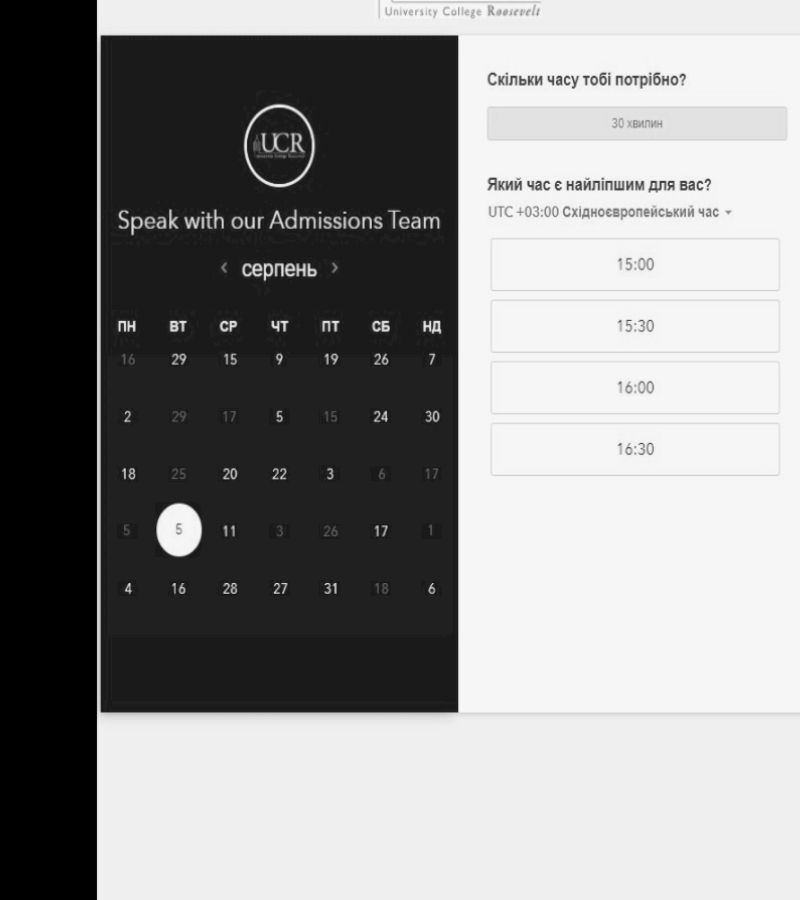 University College Roosevelt
UCR
Speak with our Admissions Team
серпень
ПН ВТ СР ЧТ ПТ СБ НД
16 29 15 9 19 26 7
2 29 17 5 15 24 30
18 25 20 22 3 6 17
5 5 11 3 26 17 1
4 16 28 27 31 18 6
Скільки часу тобі потрібно?
30 хвилин
Який час є найліпшим для вас?
UTC +03:00 Східноєвропейський час
15:00
15:30
16:00
16:30